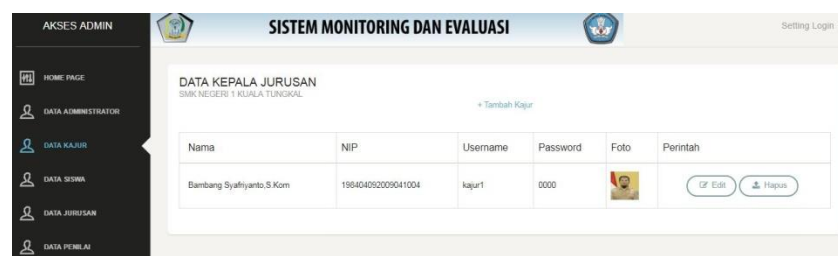 AKSES ADMIN
SISTEM MONITORING DAN EVALUASI
Setting Login
HOME PAGE
DATA ADMINISTRATOR
DATA KAJUR
DATA SISWA
DATA JURUSAN
DATA PENILAI
DATA KEPALA JURUSAN
SMK NEGERI 1 KUALA TUNGKAL
+ Tambah Kajur
Nama NIP Username Password Foto Perintah
Bambang Syafriyanto,S.Kom 198404092009041004 kajur1 0000 Edit Hapus